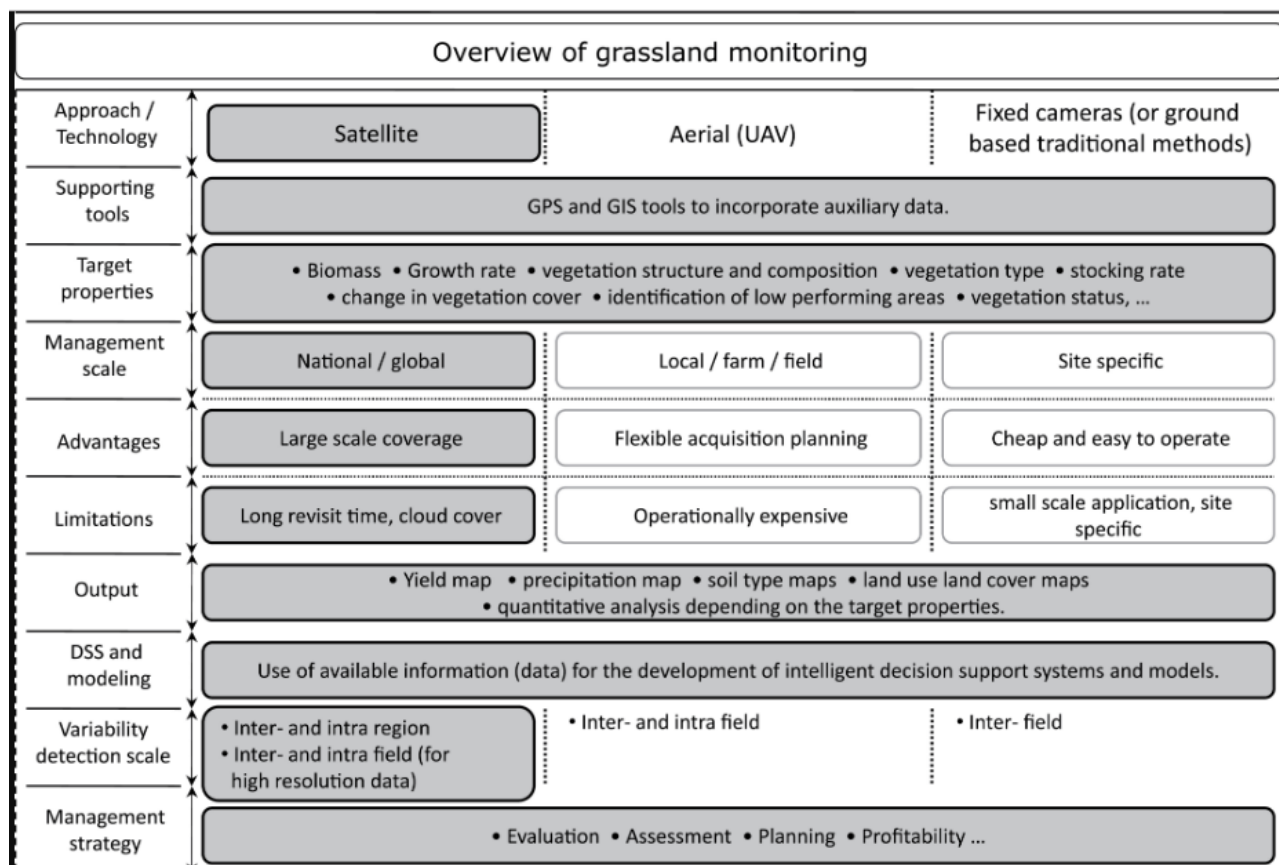 Overview of grassland monitoring
Approach /
Technology
Satellite
Aerial (UAV)
Fixed cameras (or ground
based traditional methods)
Supporting
tools
GPS and GIS tools to incorporate auxiliary data.
Target
properties
• Biomass • Growth rate • vegetation structure and composition • vegetation type • stocking rate
• change in vegetation cover • identification of low performing areas • vegetation status, ...
Management
scale
National / global
Local / farm / field
Site specific
Advantages
Large scale coverage
Flexible acquisition planning
Cheap and easy to operate
Limitations
Long revisit time, cloud cover
Operationally expensive
small scale application, site
specific
Output
• Yield map • precipitation map • soil type maps • land use land cover maps
• quantitative analysis depending on the target properties.
DSS and
modeling
Use of available information (data) for the development of intelligent decision support systems and models.
Variability
detection scale
• Inter- and intra region
• Inter- and intra field (for
high resolution data)
• Inter- and intra field
• Inter- field
Management
strategy
• Evaluation • Assessment • Planning • Profitability ...